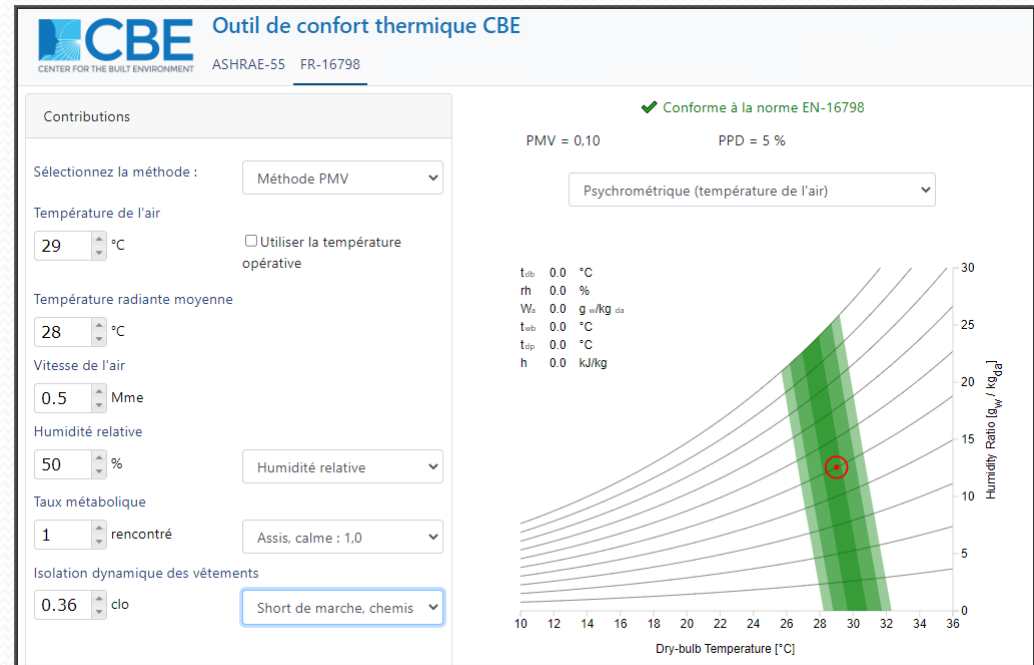 CBE
CENTER FOR THE BUILT ENVIRONMENT
Outil de confort thermique CBE
ASHRAE-55 FR-16798
Contributions
Sélectionnez la méthode :
Méthode PMV
Température de l'air
29 °C
Utiliser la température
opérative
Température radiante moyenne
28 °C
Vitesse de l'air
0.5 Mme
Humidité relative
50 %
Humidité relative
Taux métabolique
1 rencontré
Assis, calme : 1,0
Isolation dynamique des vêtements
0.36 clo
Short de marche, chemis
Conforme à la norme EN-16798
PMV = 0,10 PPD = 5 %
Psychrométrique (température de l'air)
tdb 0.0 °C
rh 0.0 %
Wa 0.0 g w/kg da
twb 0.0 °C
tdp 0.0 °C
h 0.0 kJ/kg
30
25
20
15
10
5
0
Humidity Ratio [gw / kgda]
10 12 14 16 18 20 22 24 26 28 30 32 34 36
Dry-bulb Temperature [°C]